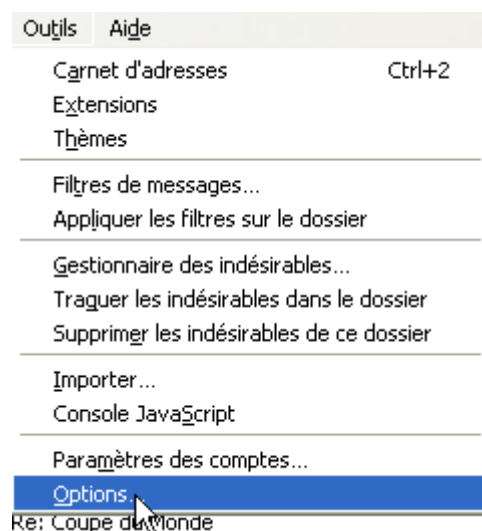 Outils Aide
Carnet d'adresses Ctrl+2
Extensions
Thèmes
Filtres de messages...
Appliquer les filtres sur le dossier
Gestionnaire des indésirables...
Traquer les indésirables dans le dossier
Supprimer les indésirables de ce dossier
Importer...
Console JavaScript
Paramètres des comptes...
Options...
Re: Coupe du Monde